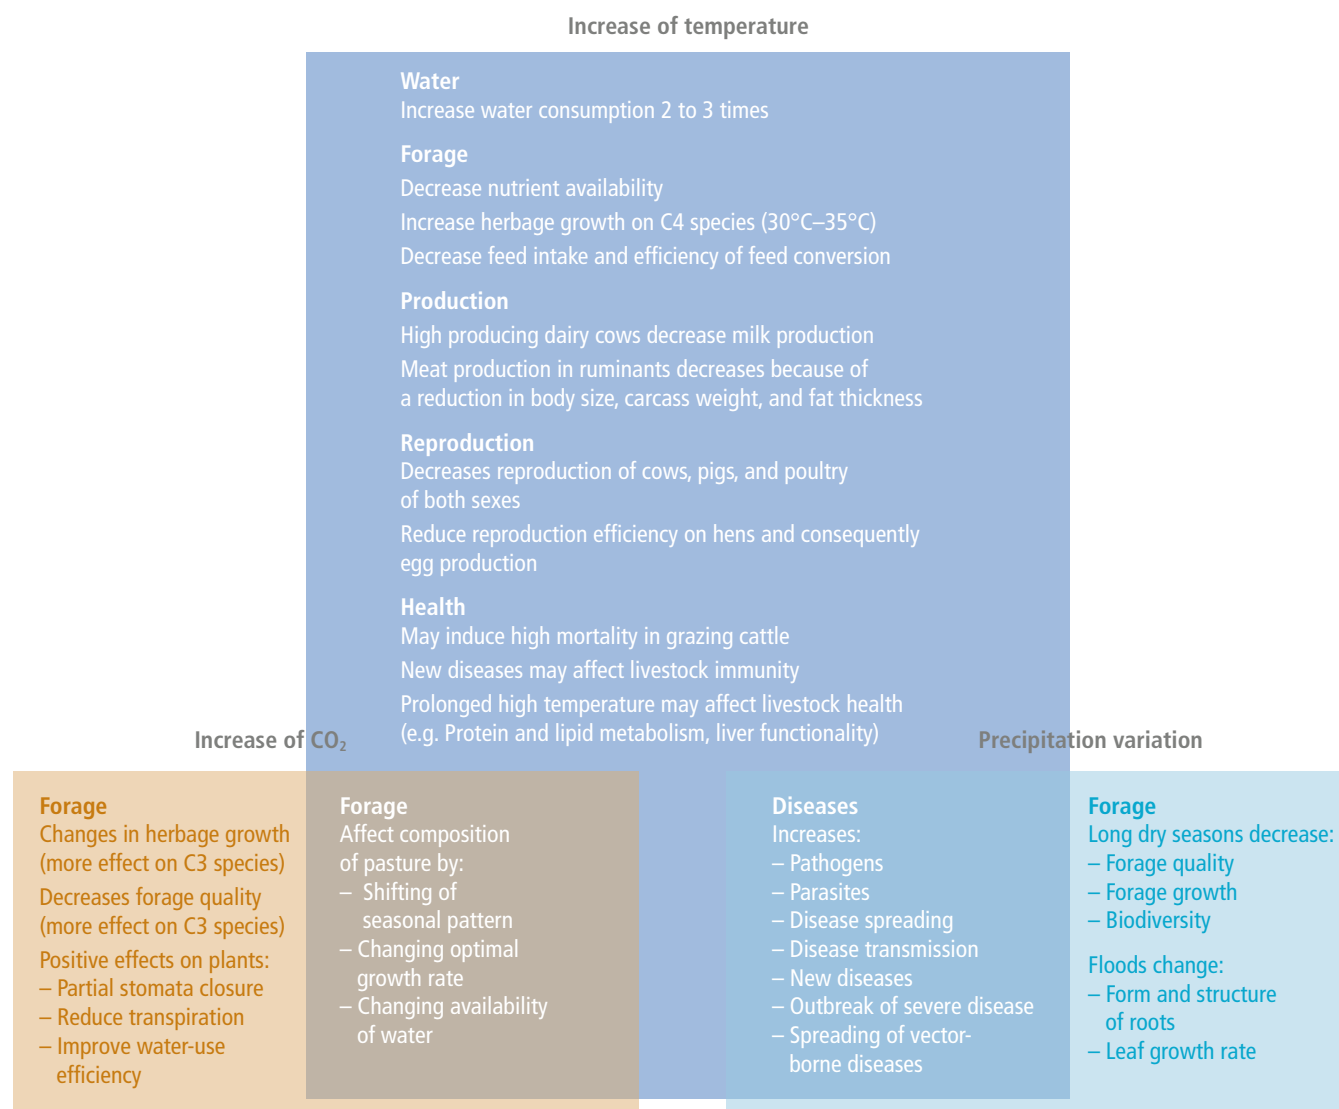 Increase of temperature
Water
Increase water consumption 2 to 3 times
Forage
Decrease nutrient availability
Increase herbage growth on C4 species (30°C–35°C)
Decrease feed intake and efficiency of feed conversion
Production
High producing dairy cows decrease milk production
Meat production in ruminants decreases because of
a reduction in body size, carcass weight, and fat thickness
Reproduction
Decreases reproduction of cows, pigs, and poultry
of both sexes
Reduce reproduction efficiency on hens and consequently
egg production
Health
May induce high mortality in grazing cattle
New diseases may affect livestock immunity
Prolonged high temperature may affect livestock health
(e.g. Protein and lipid metabolism, liver functionality)
Increase of CO₂
Forage
Changes in herbage growth
(more effect on C3 species)
Decreases forage quality
(more effect on C3 species)
Positive effects on plants:
– Partial stomata closure
– Reduce transpiration
– Improve water-use
efficiency
Forage
Affect composition
of pasture by:
– Shifting of
seasonal pattern
– Changing optimal
growth rate
– Changing availability
of water
Precipitation variation
Diseases
Increases:
– Pathogens
– Parasites
– Disease spreading
– Disease transmission
– New diseases
– Outbreak of severe disease
– Spreading of vector-
borne diseases
Forage
Long dry seasons decrease:
– Forage quality
– Forage growth
– Biodiversity
Floods change:
– Form and structure
of roots
– Leaf growth rate